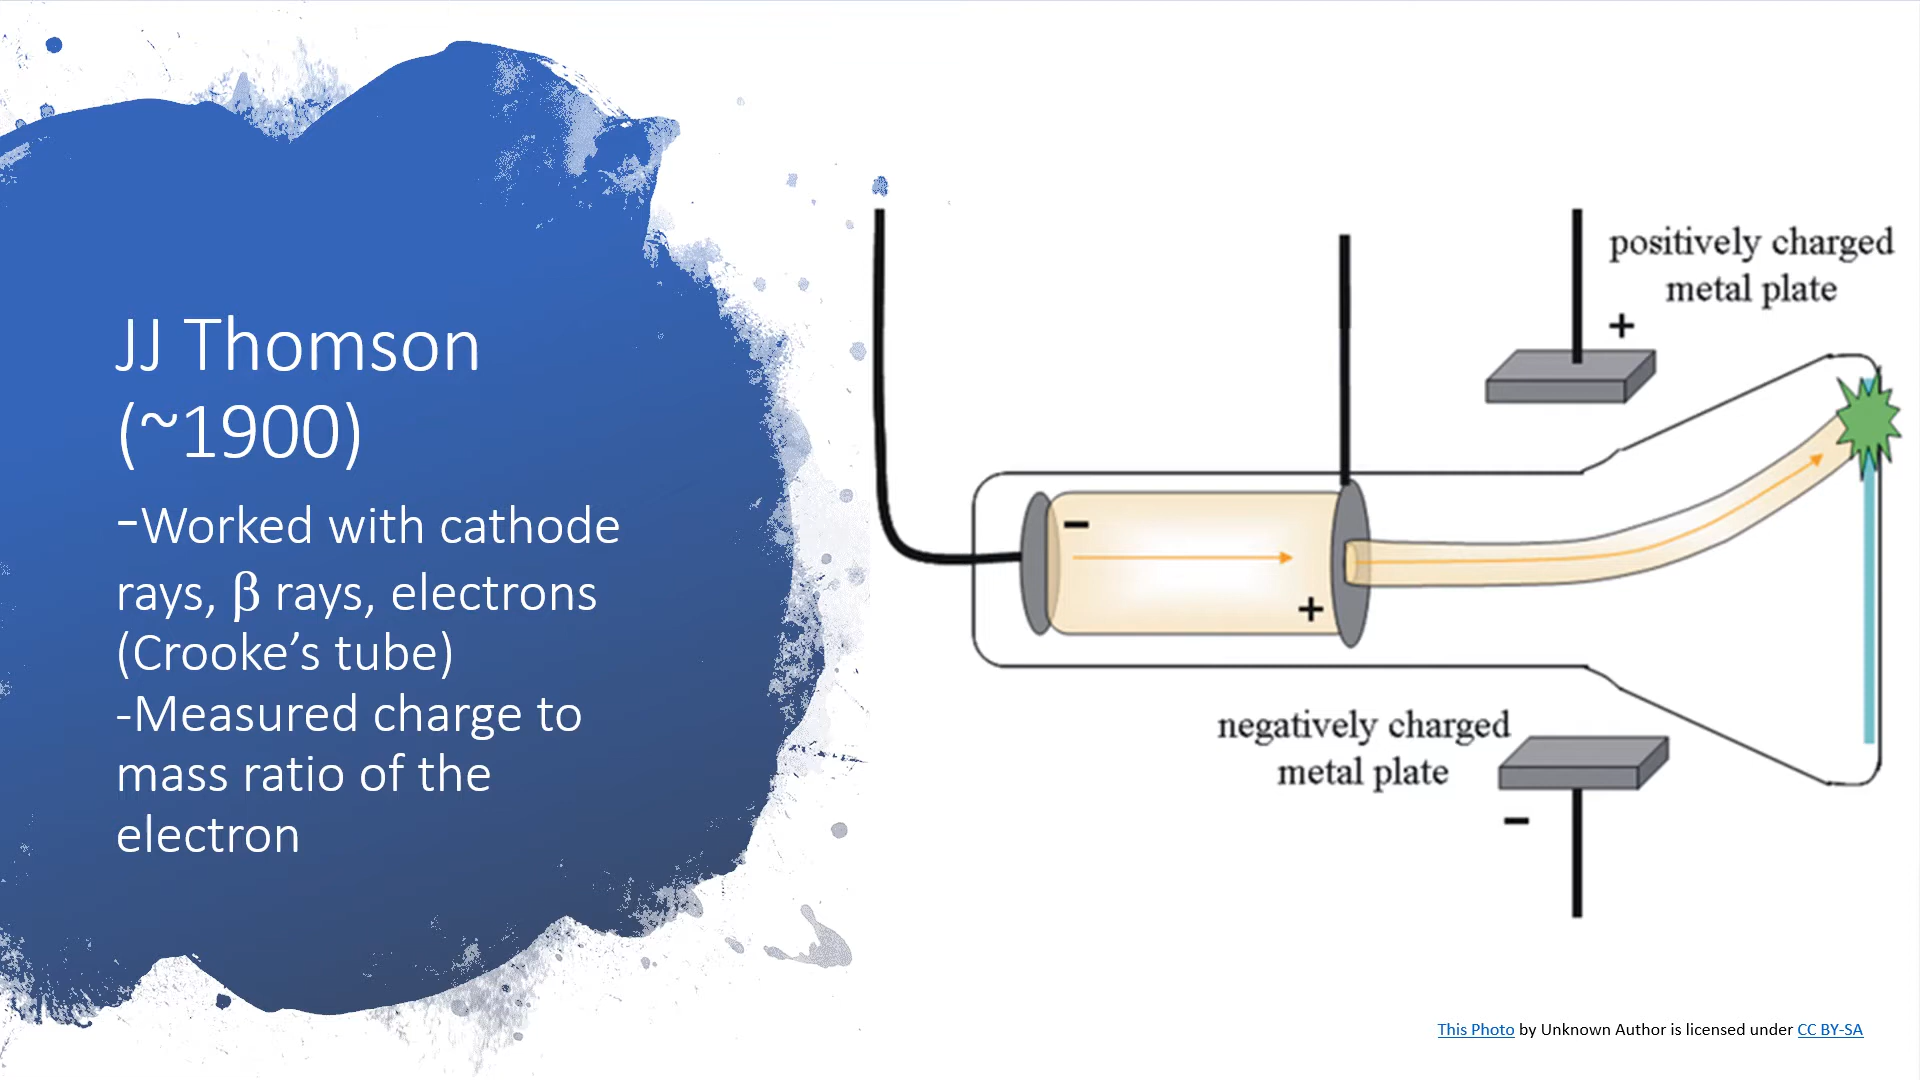 JJ Thomson
(~1900)
-Worked with cathode
rays, β rays, electrons
(Crooke’s tube)
-Measured charge to
mass ratio of the
electron
positively charged
metal plate
+
−
+
negatively charged
metal plate
−
This Photo by Unknown Author is licensed under CC BY-SA